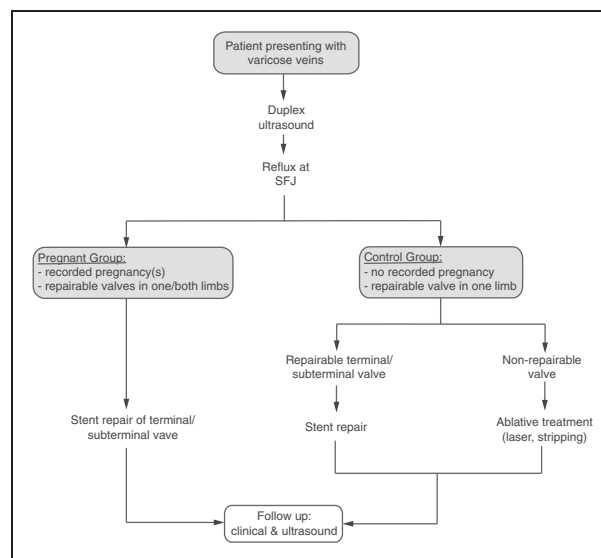 Patient presenting with
varicose veins
Duplex
ultrasound
Reflux at
SFJ
Pregnant Group:
- recorded pregnancy(s)
- repairable valves in one/both limbs
Control Group:
- no recorded pregnancy
- repairable valve in one limb
Repairable terminal/
subterminal valve
Non-repairable
valve
Stent repair of terminal/
subterminal vave
Stent repair
Ablative treatment
(laser, stripping)
Follow up:
clinical & ultrasound